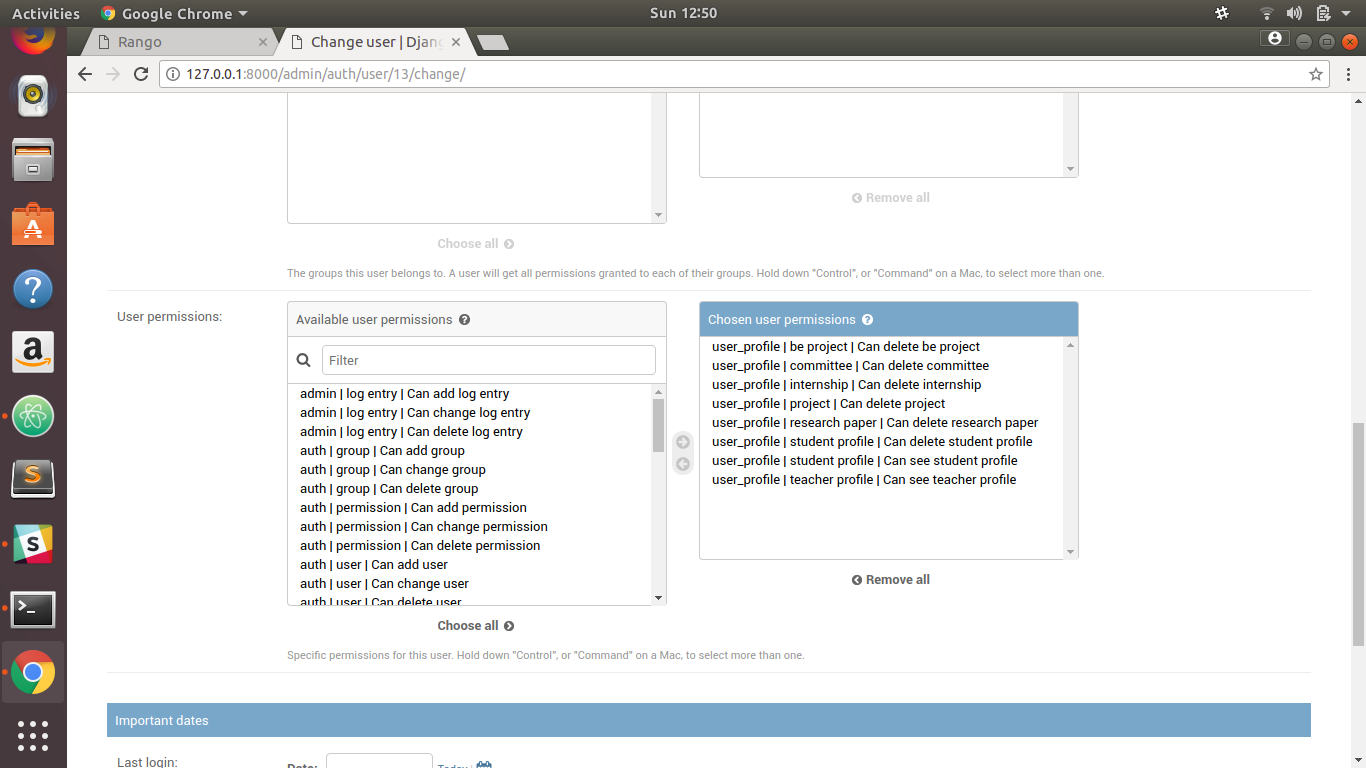 Activities Google Chrome Sun 12:50
Rango Change user | Djang
127.0.0.1:8000/admin/auth/user/13/change/
Remove all
Choose all
The groups this user belongs to. A user will get all permissions granted to each of their groups. Hold down "Control", or "Command" on a Mac, to select more than one.
User permissions:
Available user permissions ?
Filter
admin | log entry | Can add log entry
admin | log entry | Can change log entry
admin | log entry | Can delete log entry
auth | group | Can add group
auth | group | Can change group
auth | group | Can delete group
auth | permission | Can add permission
auth | permission | Can change permission
auth | permission | Can delete permission
auth | user | Can add user
auth | user | Can change user
auth | user | Can delete user
Choose all
Chosen user permissions ?
user_profile | be project | Can delete be project
user_profile | committee | Can delete committee
user_profile | internship | Can delete internship
user_profile | project | Can delete project
user_profile | research paper | Can delete research paper
user_profile | student profile | Can delete student profile
user_profile | student profile | Can see student profile
user_profile | teacher profile | Can see teacher profile
Remove all
Specific permissions for this user. Hold down "Control", or "Command" on a Mac, to select more than one.
Important dates
Last login:
Date: Today |